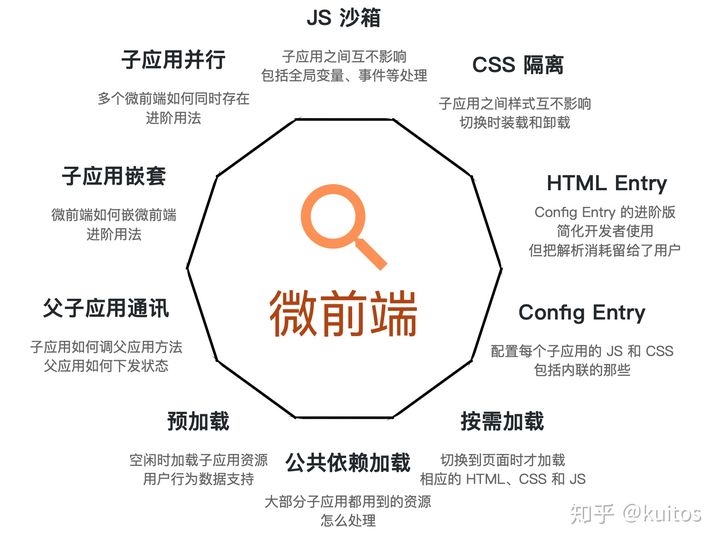 JS 沙箱
子应用之间互不影响
包括全局变量、事件等处理
CSS 隔离
子应用之间样式互不影响
切换时装载和卸载
HTML Entry
Config Entry 的进阶版
简化开发者使用
但把解析消耗留给了用户
Config Entry
配置每个子应用的 JS 和 CSS
包括内联的那些
按需加载
切换到页面时才加载
相应的 HTML、CSS 和 JS
公共依赖加载
大部分子应用都用到的资源
怎么处理
预加载
空闲时加载子应用资源
用户行为数据支持
父子应用通讯
子应用如何调父应用方法
父应用如何下发状态
子应用嵌套
微前端如何嵌微前端
进阶用法
子应用并行
多个微前端如何同时存在
进阶用法
微前端
知乎 @kuitos